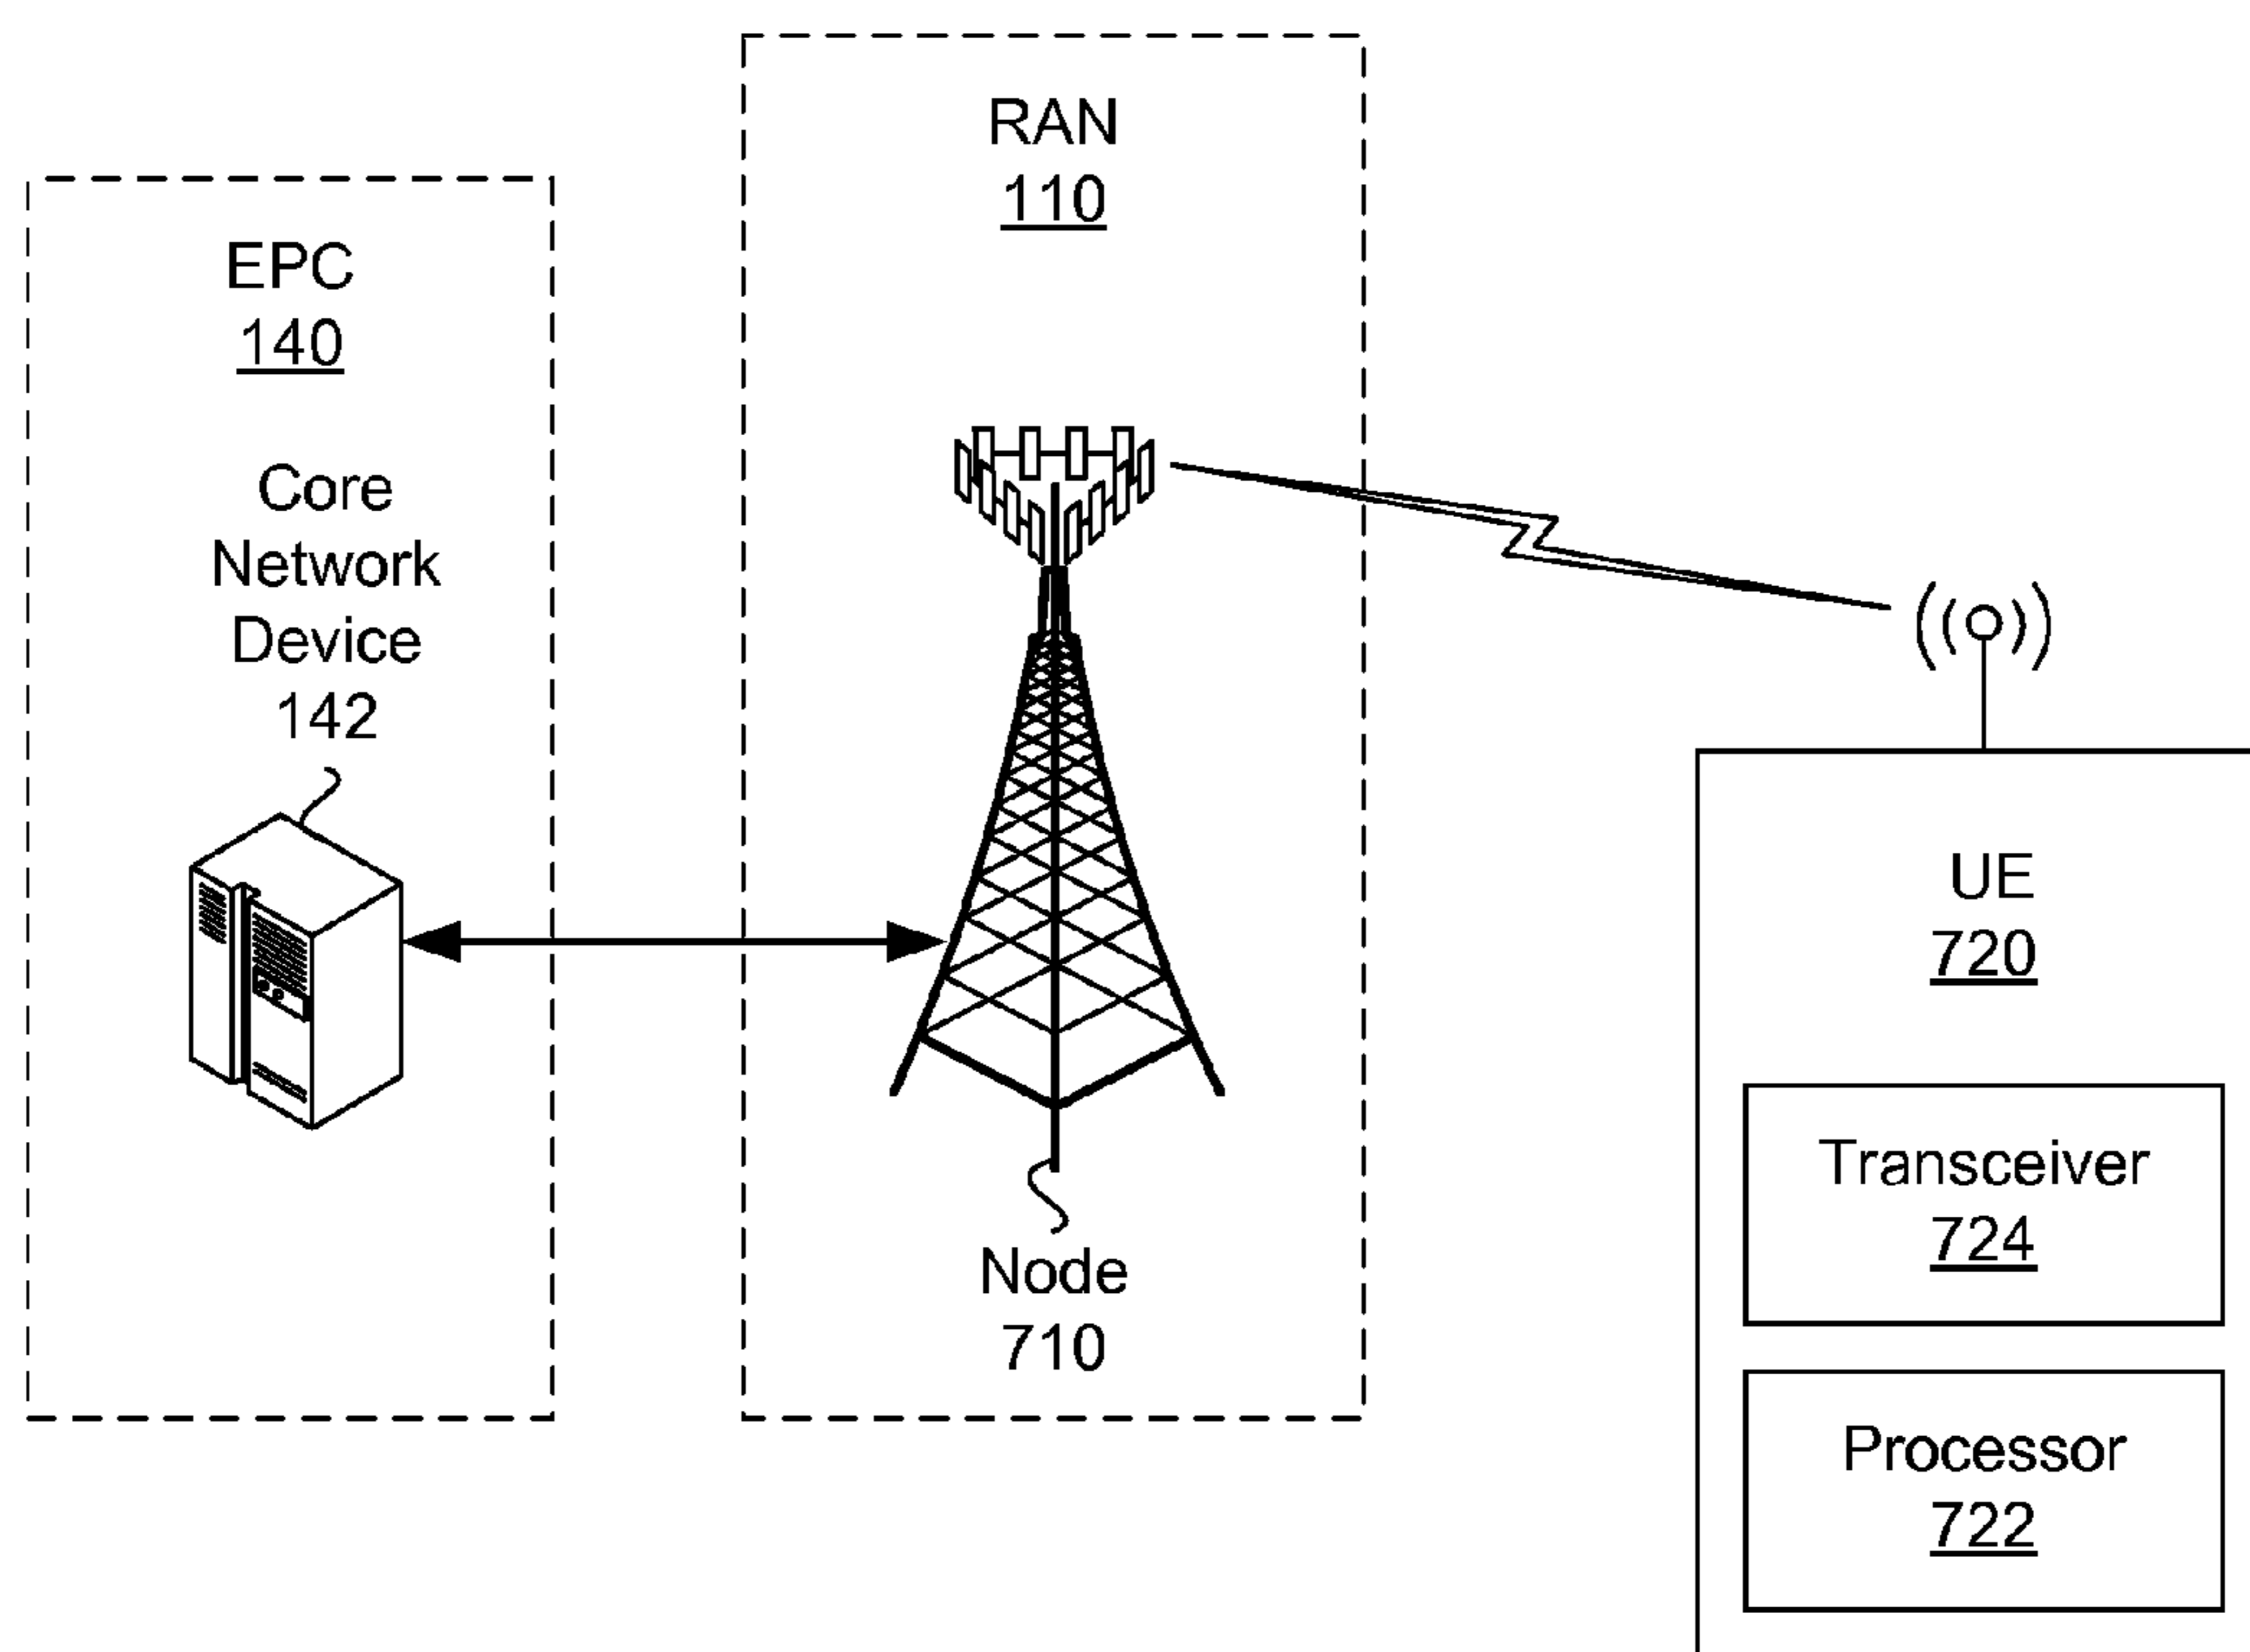 EPC
140
Core
Network
Device
142
RAN
110
Node
710
UE
720
Transceiver
724
Processor
722